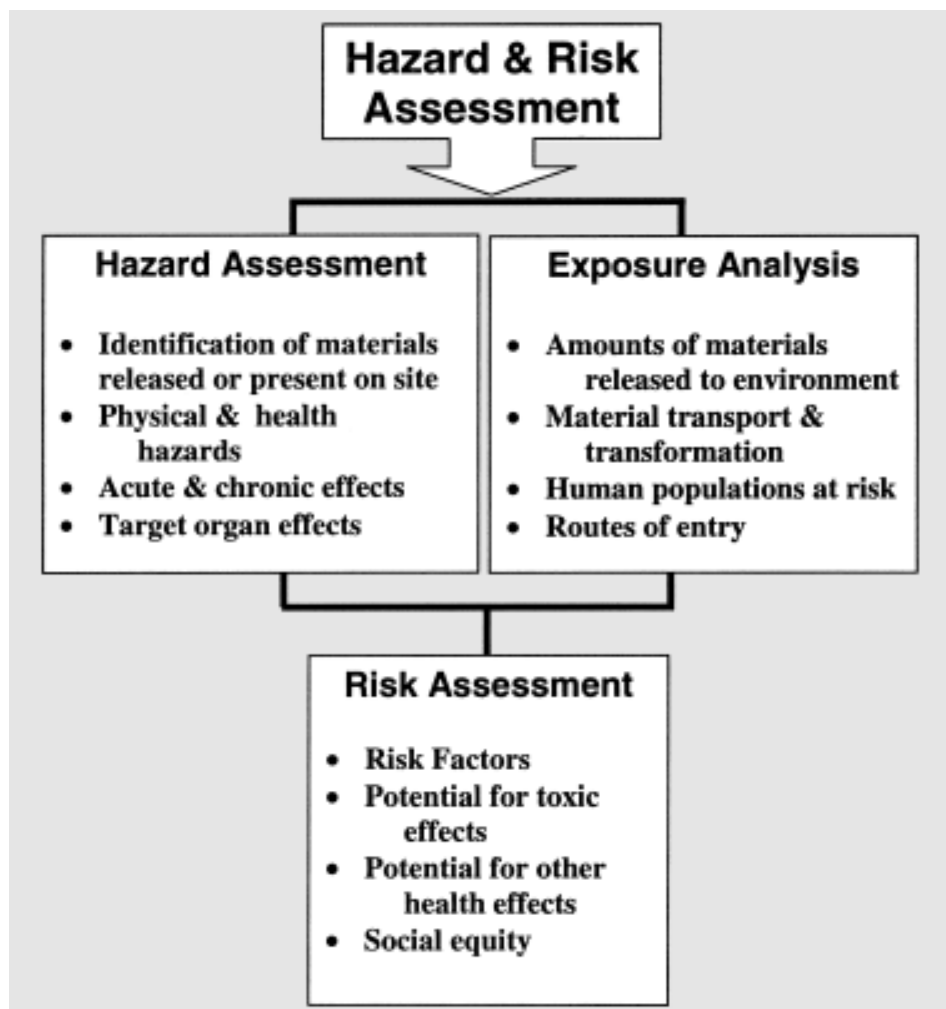 Hazard & Risk
Assessment
Hazard Assessment
• Identification of materials
released or present on site
• Physical & health
hazards
• Acute & chronic effects
• Target organ effects
Exposure Analysis
• Amounts of materials
released to environment
• Material transport &
transformation
• Human populations at risk
• Routes of entry
Risk Assessment
• Risk Factors
• Potential for toxic
effects
• Potential for other
health effects
• Social equity